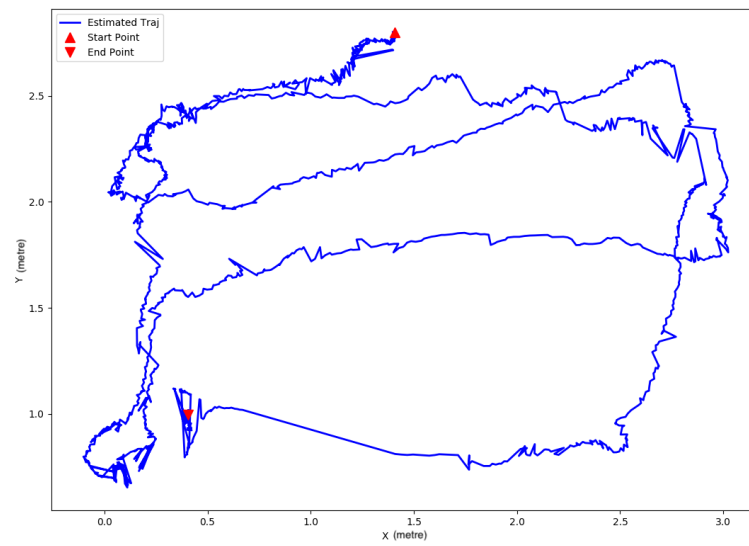 Estimated Traj
Start Point
End Point
2.5
2.0
1.5
1.0
Y (metre)
0.0 0.5 1.0 1.5 2.0 2.5 3.0
X (metre)